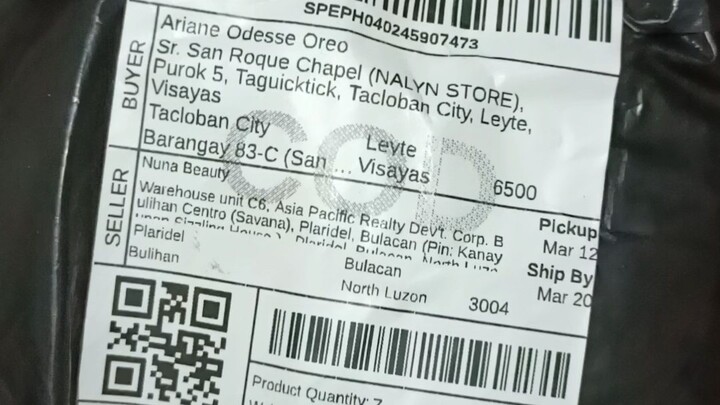 SPEPH040245907473
BUYER
Ariane Odesse Oreo
Sr. San Roque Chapel (NALYN STORE),
Purok 5, Taguicktick, Tacloban City, Leyte,
Visayas
Tacloban City
Leyte
Barangay 83-C (San ...
Visayas
6500
COD
SELLER
Nuna Beauty
Warehouse unit C6, Asia Pacific Realty Dev't. Corp. B
ulihan Centro (Savana), Plaridel, Bulacan (Pin: Kanay
Plaridel
Bulihan
Bulacan
North Luzon
3004
Pickup
Mar 12
Ship By
Mar 20
Product Quantity: 7